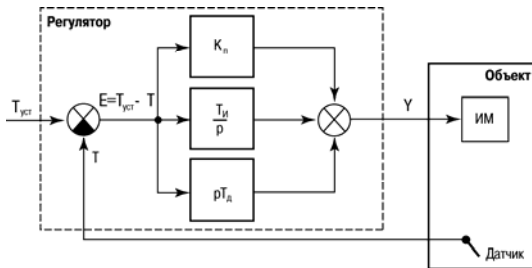 Регулятор
Kп
Объект
Tуст
E=Tуст- T
TИ
p
Y
ИМ
T
pTд
Датчик